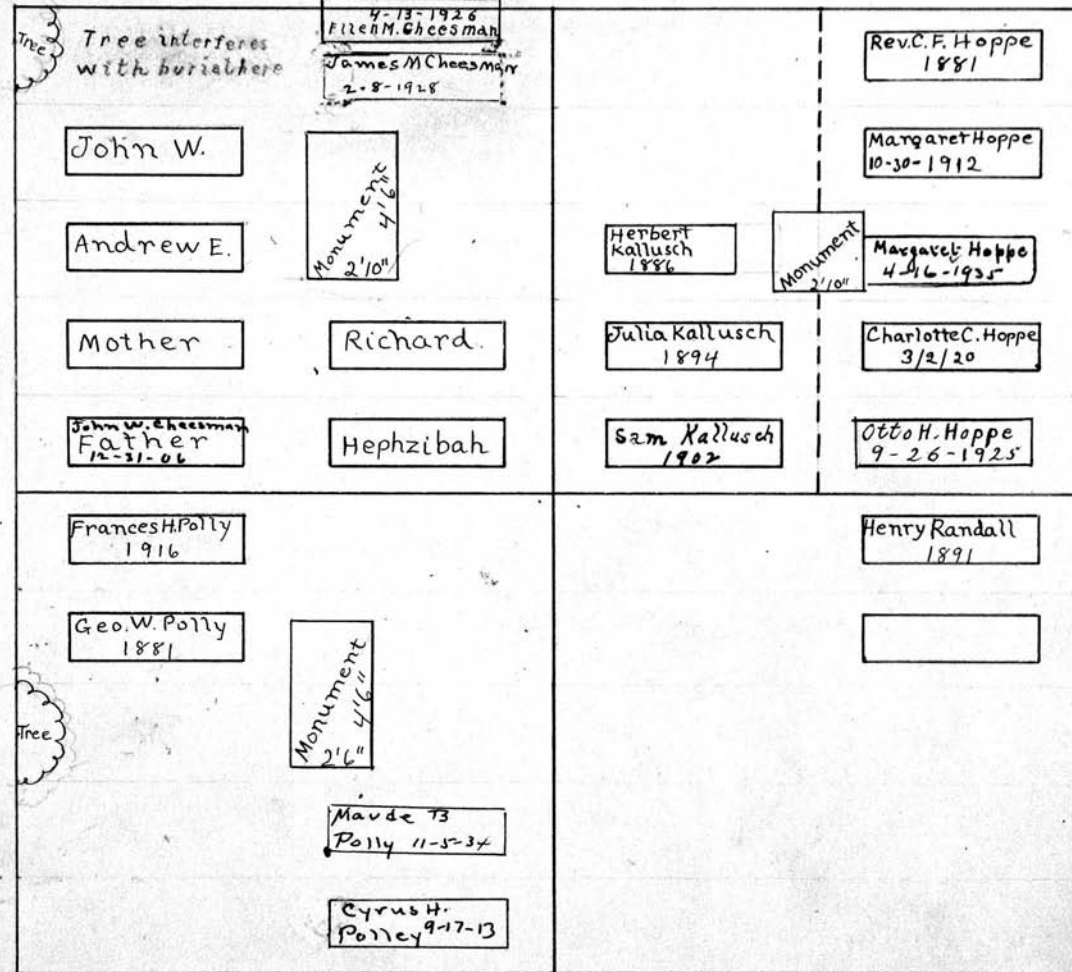 4-13-1926
Ellen M. Cheesman
Tree
Tree interferes
with burial here
James M Cheesman
2-8-1928
John W.
Monument
4'6"
2'10"
Andrew E.
Mother
Richard.
John W. Cheesman
Father
12-31-06
Hephzibah
Rev. C. F. Hoppe
1881
Margaret Hoppe
10-30-1912
Herbert
Kallusch
1886
Monument
2'10"
Margaret Hoppe
4-16-1935
Julia Kallusch
1894
Charlotte C. Hoppe
3/2/20
Sam Kallusch
1902
Otto H. Hoppe
9-26-1925
Frances H. Polly
1916
Geo. W. Polly
1881
Monument
4'6"
2'6"
Tree
Maude B
Polly 11-5-34
Cyrus H.
Polley 9-17-13
Henry Randall
1891